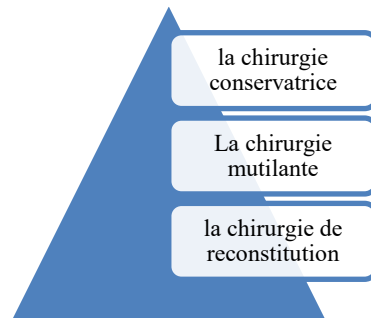 la chirurgie
conservatrice
La chirurgie
mutilante
la chirurgie de
reconstitution